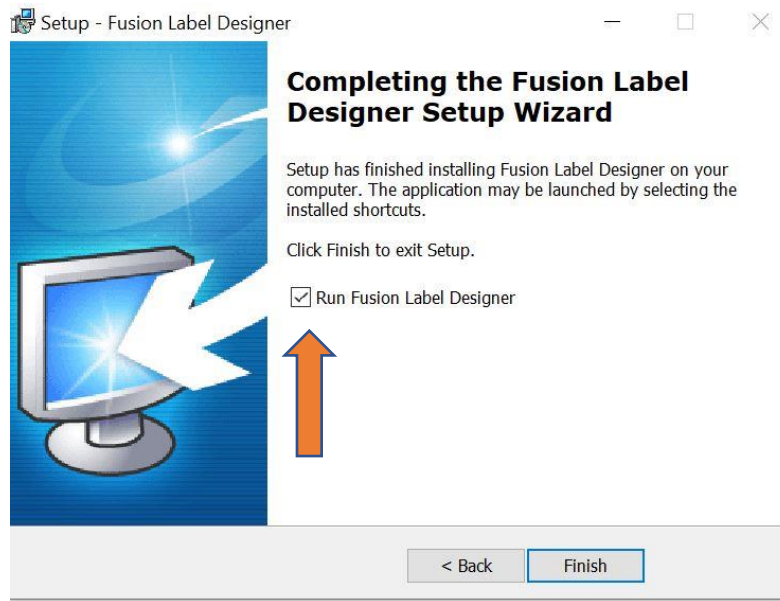 Setup - Fusion Label Designer
Completing the Fusion Label
Designer Setup Wizard
Setup has finished installing Fusion Label Designer on your
computer. The application may be launched by selecting the
installed shortcuts.
Click Finish to exit Setup.
Run Fusion Label Designer
< Back
Finish